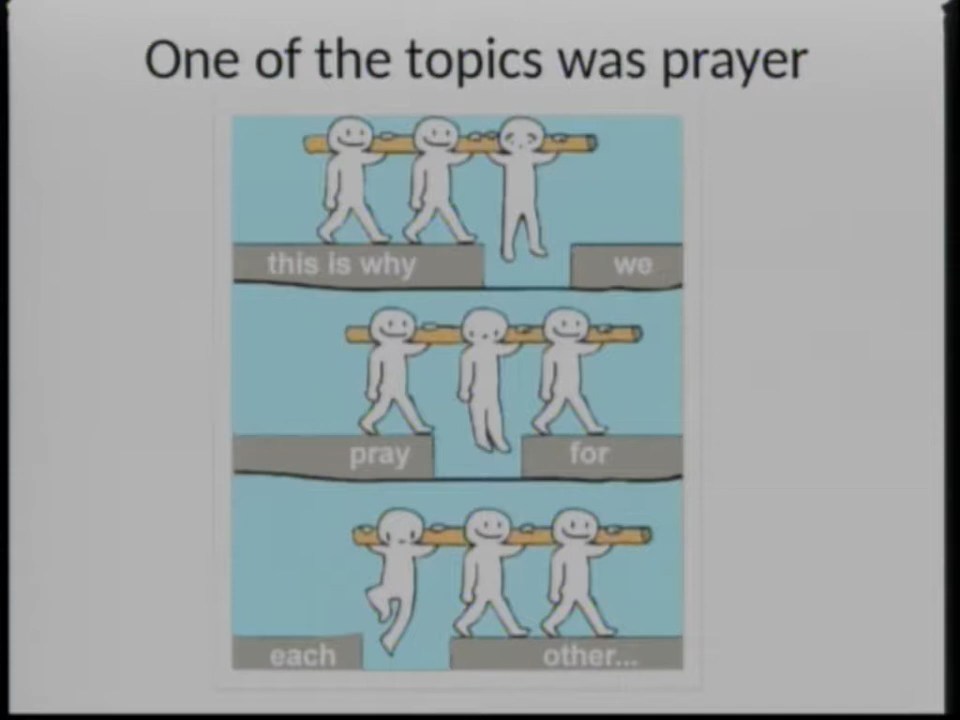 One of the topics was prayer
this is why we
pray for
each other...